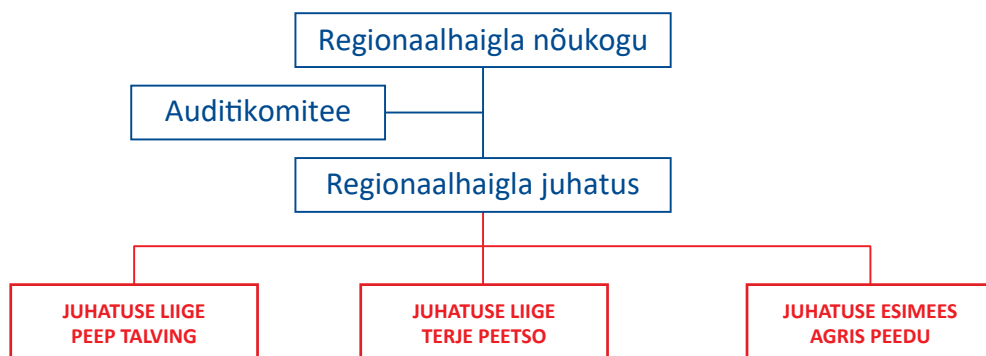 Regionaalhaigla nõukogu
Auditikomitee
Regionaalhaigla juhatus
JUHATUSE LIIGE
PEEP TALVING
JUHATUSE LIIGE
TERJE PEETSO
JUHATUSE ESIMEES
AGRIS PEEDU